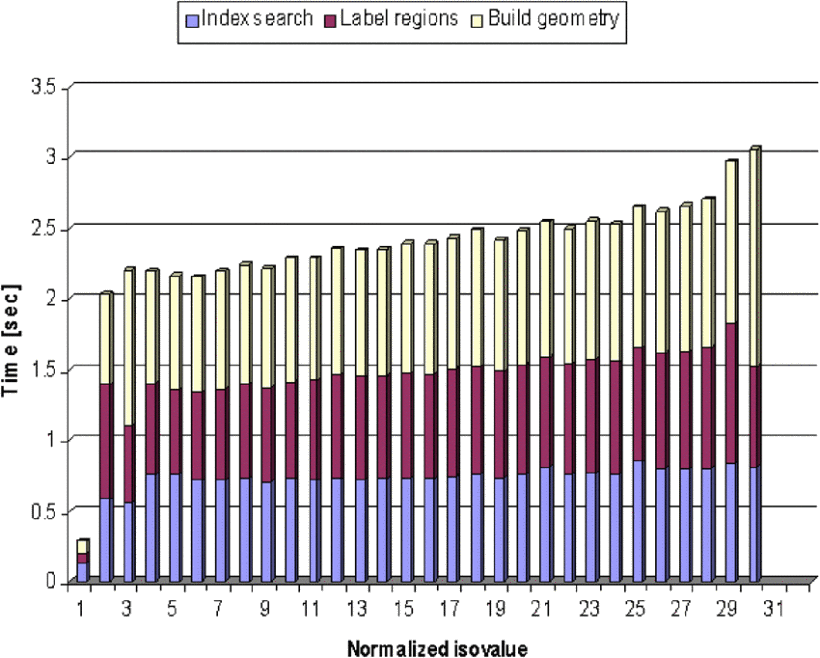 Index search Label regions Build geometry
3.5
3
2.5
2
1.5
1
0.5
0
Time [sec]
1 3 5 7 9 11 13 15 17 19 21 23 25 27 29 31
Normalized isovalue